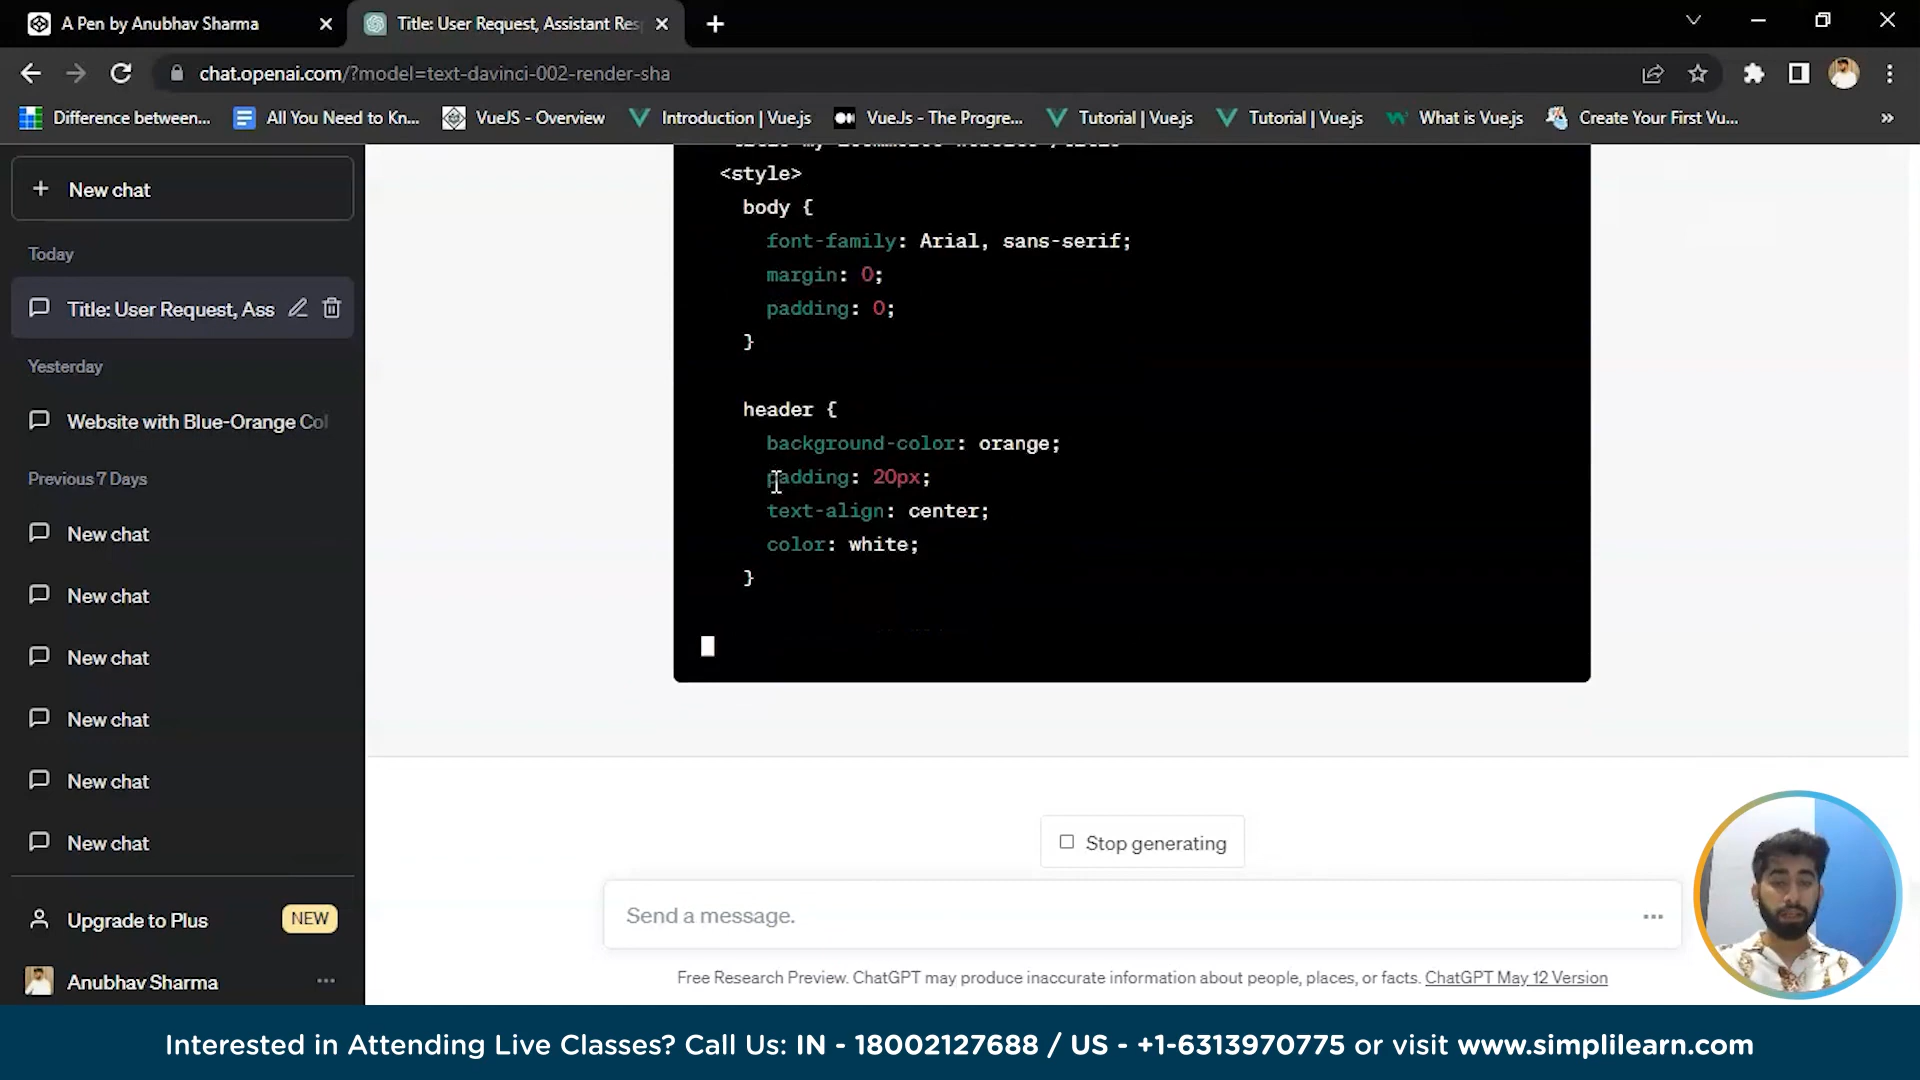 A Pen by Anubhav Sharma
Title: User Request, Assistant Res
chat.openai.com/?model=text-davinci-002-render-sha
Difference between...
All You Need to Kn...
VueJS - Overview
Introduction | Vue.js
VueJs - The Progre...
Tutorial | Vue.js
Tutorial | Vue.js
What is Vue.js
Create Your First Vu...
»
+ New chat
Today
Title: User Request, Ass
Yesterday
Website with Blue-Orange Col
Previous 7 Days
New chat
New chat
New chat
New chat
New chat
New chat
Upgrade to Plus
NEW
Anubhav Sharma
<style>
body {
font-family: Arial, sans-serif;
margin: 0;
padding: 0;
}
header {
background-color: orange;
padding: 20px;
text-align: center;
color: white;
}
Stop generating
Send a message.
Free Research Preview. ChatGPT may produce inaccurate information about people, places, or facts. ChatGPT May 12 Version
Interested in Attending Live Classes? Call Us: IN - 18002127688 / US - +1-6313970775 or visit www.simplilearn.com